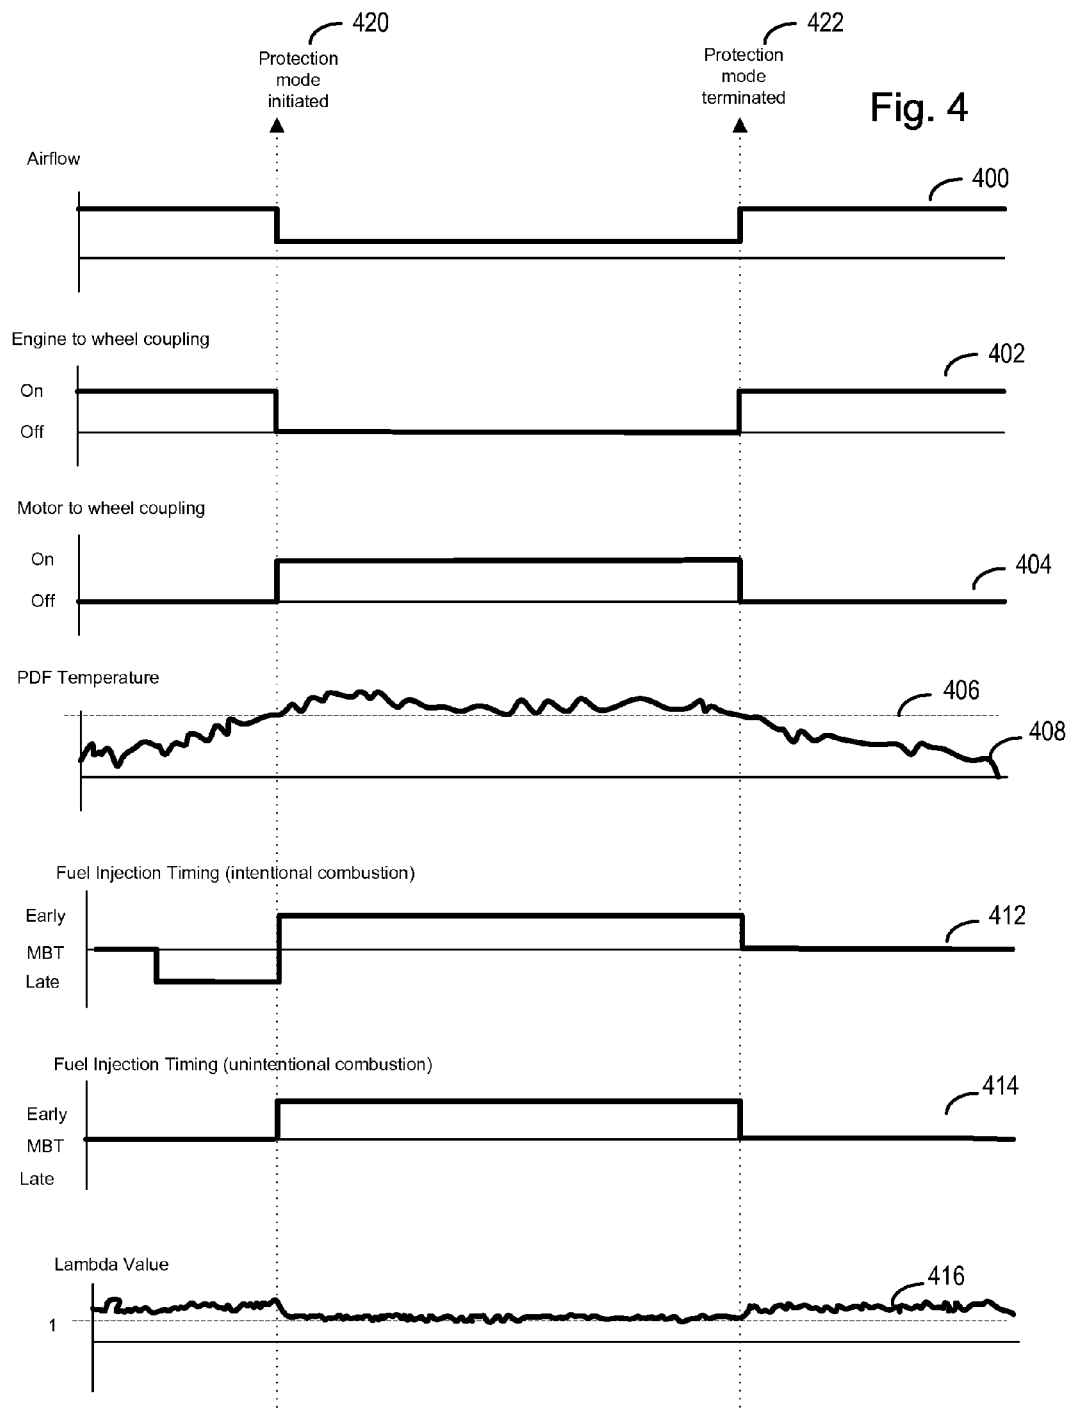 420
422
Protection
mode
initiated
Protection
mode
terminated
Fig. 4
Airflow
400
Engine to wheel coupling
402
On
Off
Motor to wheel coupling
On
404
Off
PDF Temperature
406
408
Fuel Injection Timing (intentional combustion)
Early
412
MBT
Late
Fuel Injection Timing (unintentional combustion)
414
Early
MBT
Late
Lambda Value
416
1